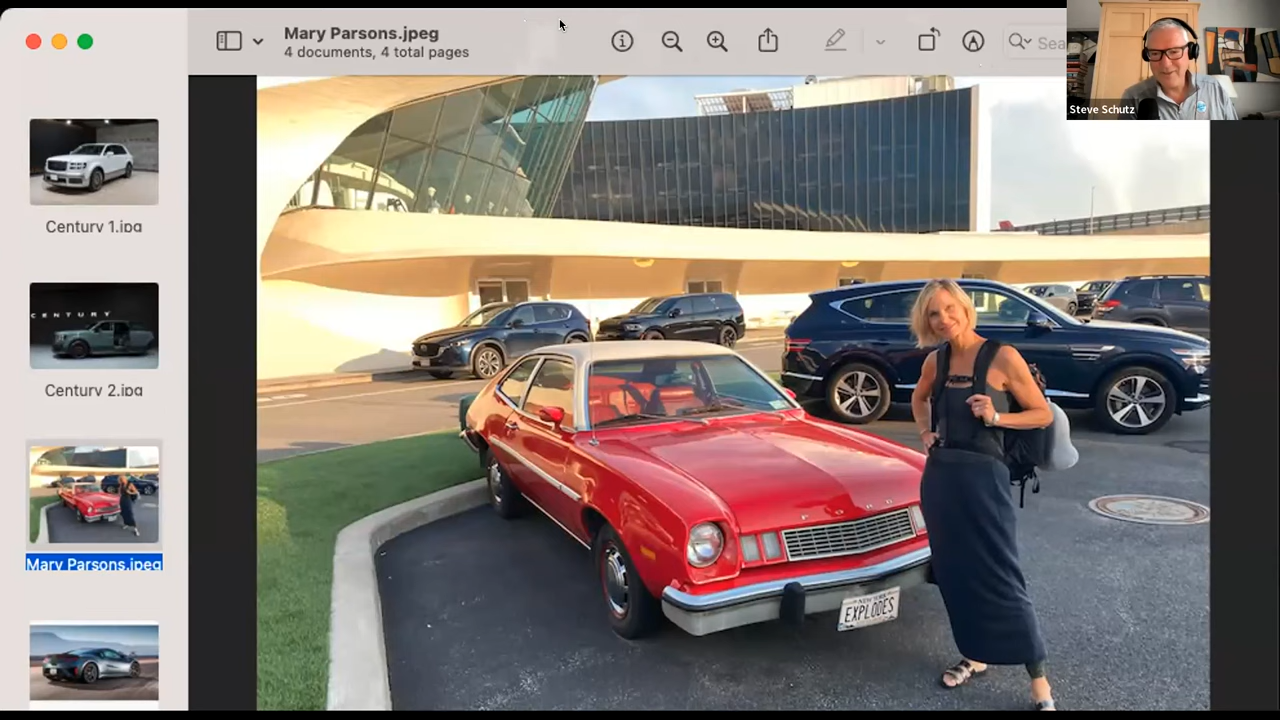 Mary Parsons.jpeg
4 documents, 4 total pages
Sea
Steve Schutz
Century 1.jpg
CENTURY
Century 2.jpg
Mary Parsons.jpeg
FORD
NEW YORK
EXPLODES